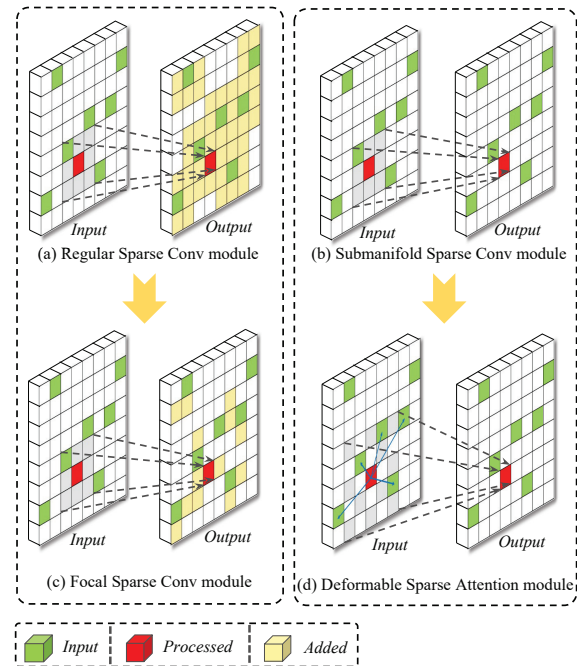 Input
Output
(a) Regular Sparse Conv module
Input
Output
(b) Submanifold Sparse Conv module
Input
Output
(c) Focal Sparse Conv module
Input
Output
(d) Deformable Sparse Attention module
Input
Processed
Added